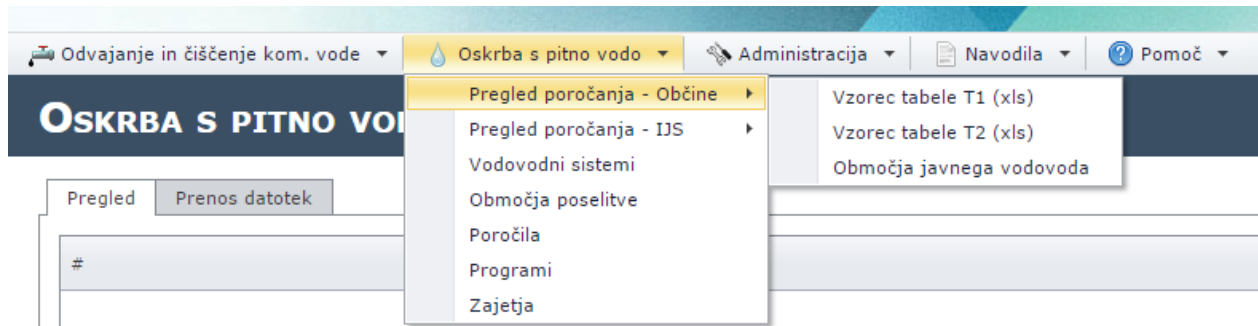 Odvajanje in čiščenje kom. vode Oskrba s pitno vodo Administracija Navodila Pomoč
Pregled poročanja - Občine Vzorec tabele T1 (xls)
OSKRBA S PITNO
Pregled poročanja - IJS Vzorec tabele T2 (xls)
Vodovodni sistemi Območja javnega vodovoda
Pregled Prenos datotek Območja poselitve
Poročila
# Programi
Zajetja